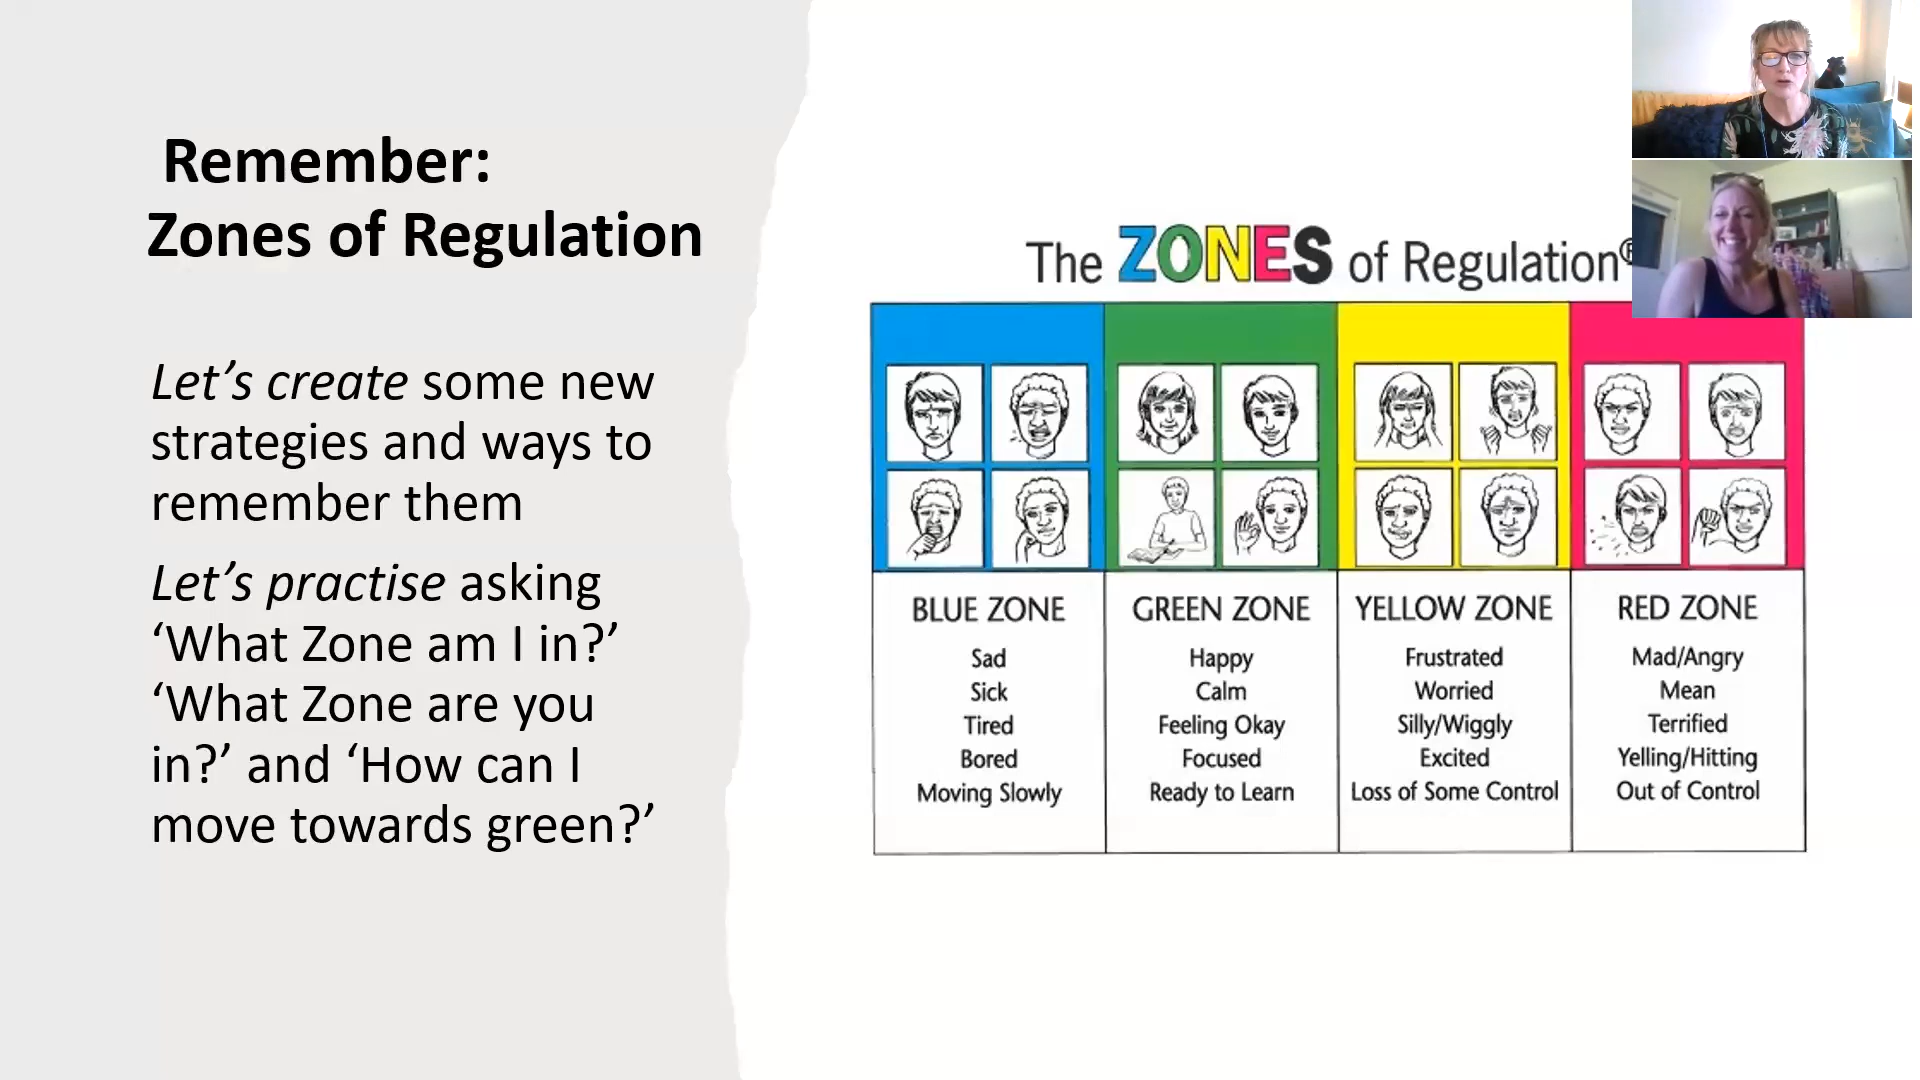 Remember:
Zones of Regulation
Let’s create some new
strategies and ways to
remember them
Let’s practise asking
‘What Zone am I in?’
‘What Zone are you
in?’ and ‘How can I
move towards green?’
The ZONES of Regulation®
BLUE ZONE
Sad
Sick
Tired
Bored
Moving Slowly
GREEN ZONE
Happy
Calm
Feeling Okay
Focused
Ready to Learn
YELLOW ZONE
Frustrated
Worried
Silly/Wiggly
Excited
Loss of Some Control
RED ZONE
Mad/Angry
Mean
Terrified
Yelling/Hitting
Out of Control